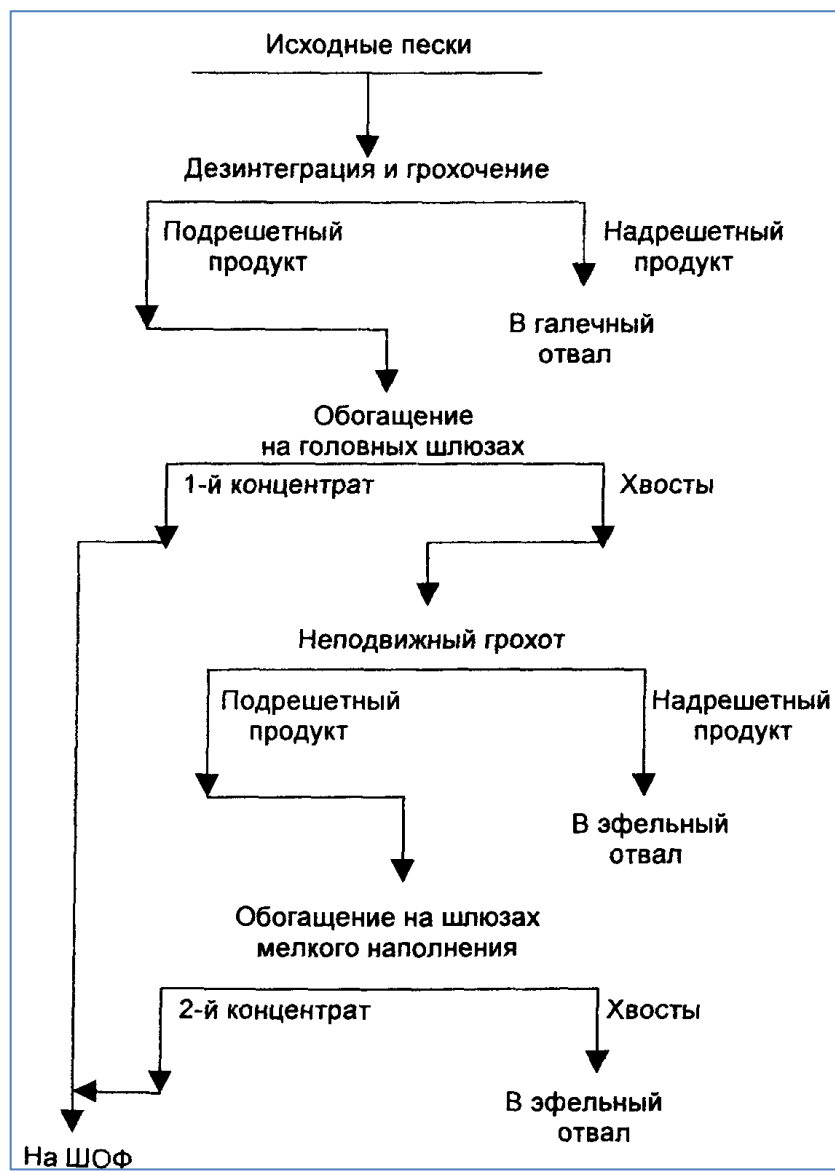 Исходные пески
Дезинтеграция и грохочение
Подрешетный
продукт
Надрешетный
продукт
В галечный
отвал
Обогащение
на головных шлюзах
1-й концентрат
Хвосты
Неподвижный грохот
Подрешетный
продукт
Надрешетный
продукт
В эфельный
отвал
Обогащение на шлюзах
мелкого наполнения
2-й концентрат
Хвосты
В эфельный
отвал
На ШОФ